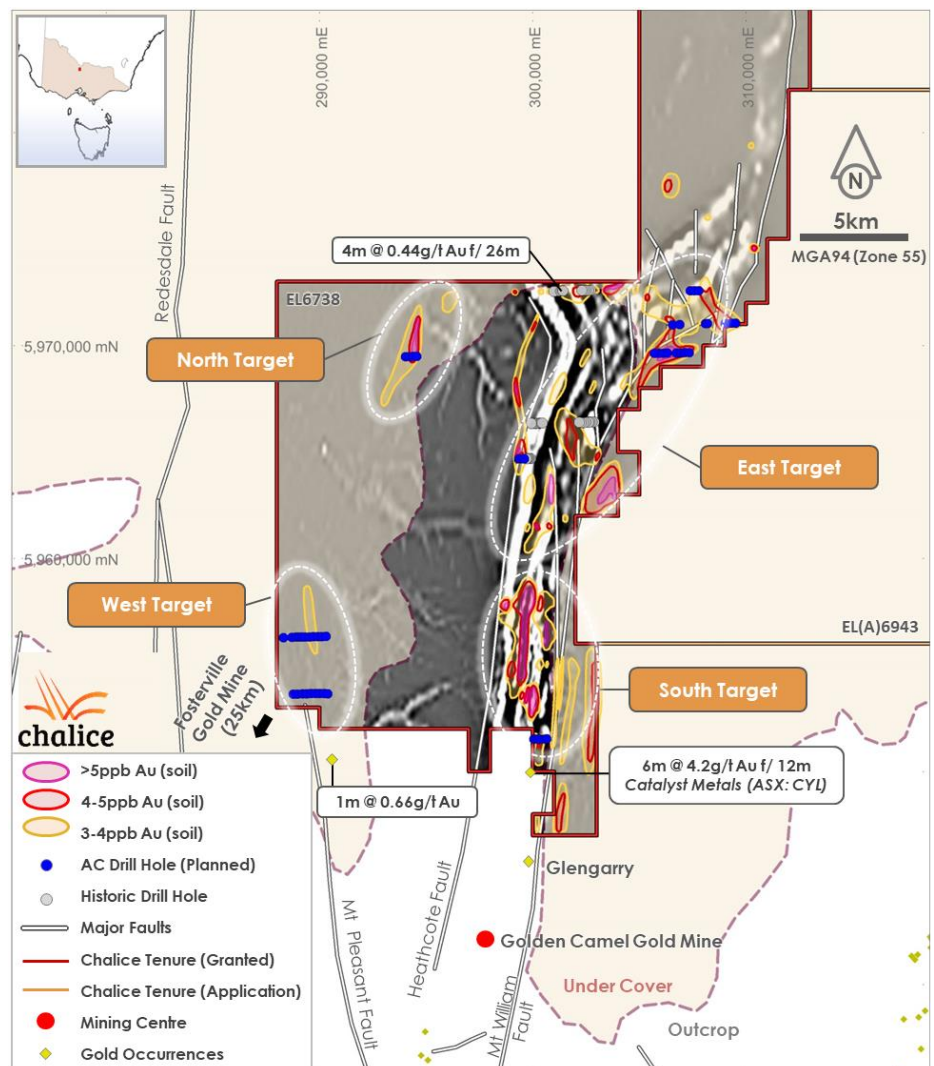 290,000 mE
300,000 mE
310,000 mE
N
5km
MGA94 (Zone 55)
Redesdale Fault
4m @ 0.44g/t Au f/ 26m
EL6738
5,970,000 mN
North Target
East Target
5,960,000 mN
West Target
EL(A)6943
Fosterville
Gold Mine
(25km)
South Target
chalice
6m @ 4.2g/t Au f/ 12m
Catalyst Metals (ASX: CYL)
1m @ 0.66g/t Au
>5ppb Au (soil)
4-5ppb Au (soil)
3-4ppb Au (soil)
AC Drill Hole (Planned)
Historic Drill Hole
Major Faults
Chalice Tenure (Granted)
Chalice Tenure (Application)
Mining Centre
Gold Occurrences
Glengarry
Mt Pleasant Fault
Heathcote Fault
Mt William
Fault
Golden Camel Gold Mine
Under Cover
Outcrop